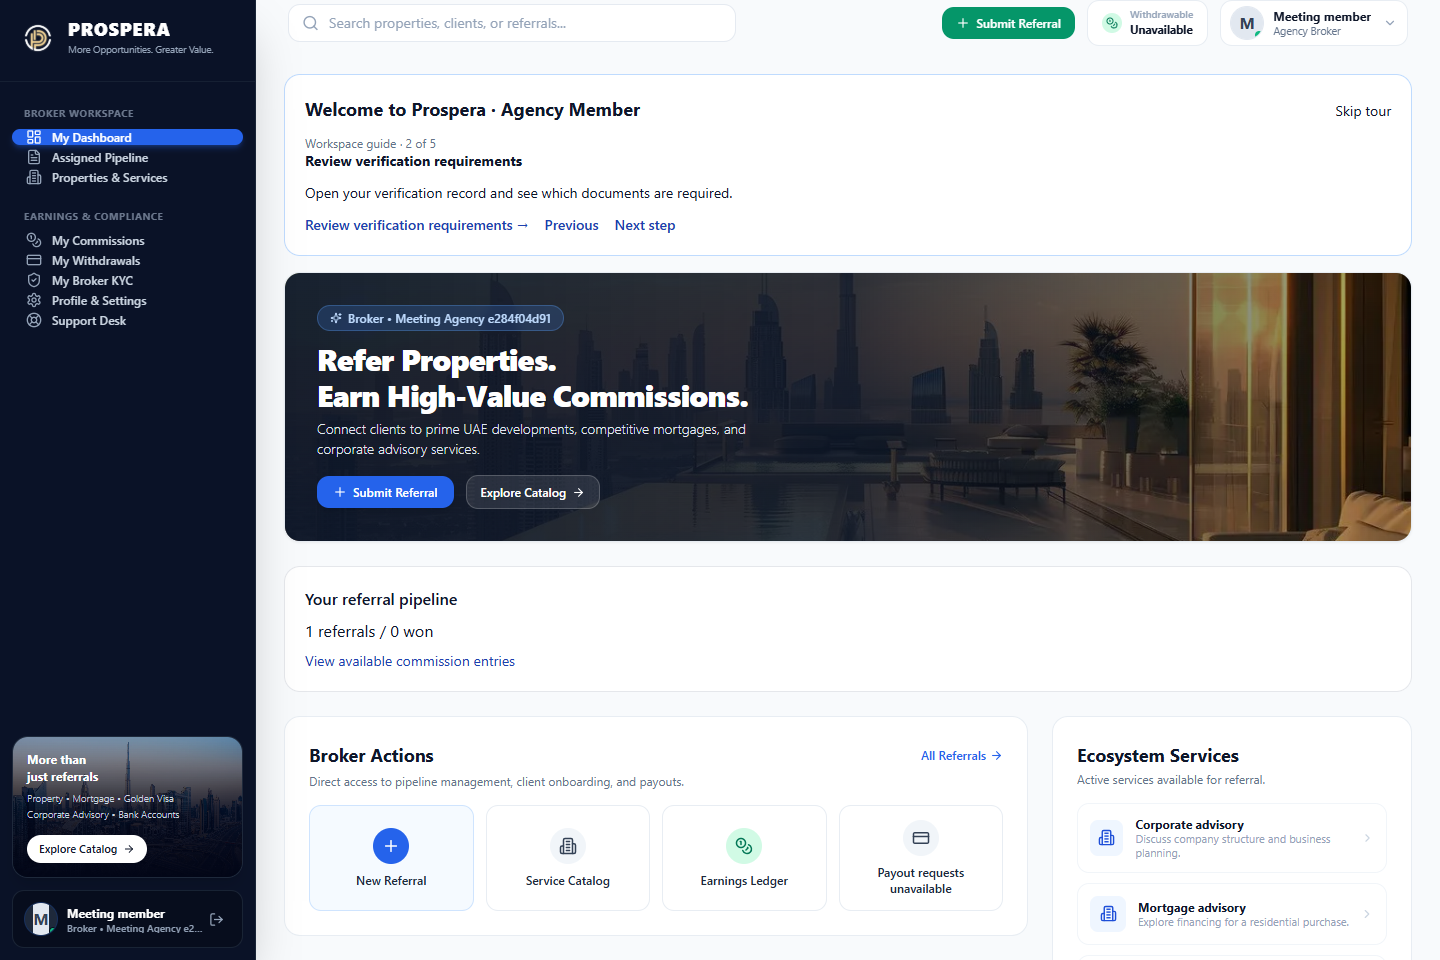 PROSPERA
More Opportunities. Greater Value.
BROKER WORKSPACE
My Dashboard
Assigned Pipeline
Properties & Services
EARNINGS & COMPLIANCE
My Commissions
My Withdrawals
My Broker KYC
Profile & Settings
Support Desk
More than
just referrals
Property • Mortgage • Golden Visa
Corporate Advisory • Bank Accounts
Explore Catalog →
M
Meeting member
Broker • Meeting Agency e2...
Search properties, clients, or referrals...
+ Submit Referral
Withdrawable
Unavailable
M
Meeting member
Agency Broker
Welcome to Prospera · Agency Member
Skip tour
Workspace guide · 2 of 5
Review verification requirements
Open your verification record and see which documents are required.
Review verification requirements → Previous Next step
Broker • Meeting Agency e284f04d91
Refer Properties.
Earn High-Value Commissions.
Connect clients to prime UAE developments, competitive mortgages, and
corporate advisory services.
+ Submit Referral
Explore Catalog →
Your referral pipeline
1 referrals / 0 won
View available commission entries
Broker Actions
All Referrals →
Direct access to pipeline management, client onboarding, and payouts.
New Referral
Service Catalog
Earnings Ledger
Payout requests
unavailable
Ecosystem Services
Active services available for referral.
Corporate advisory
Discuss company structure and business
planning.
Mortgage advisory
Explore financing for a residential purchase.